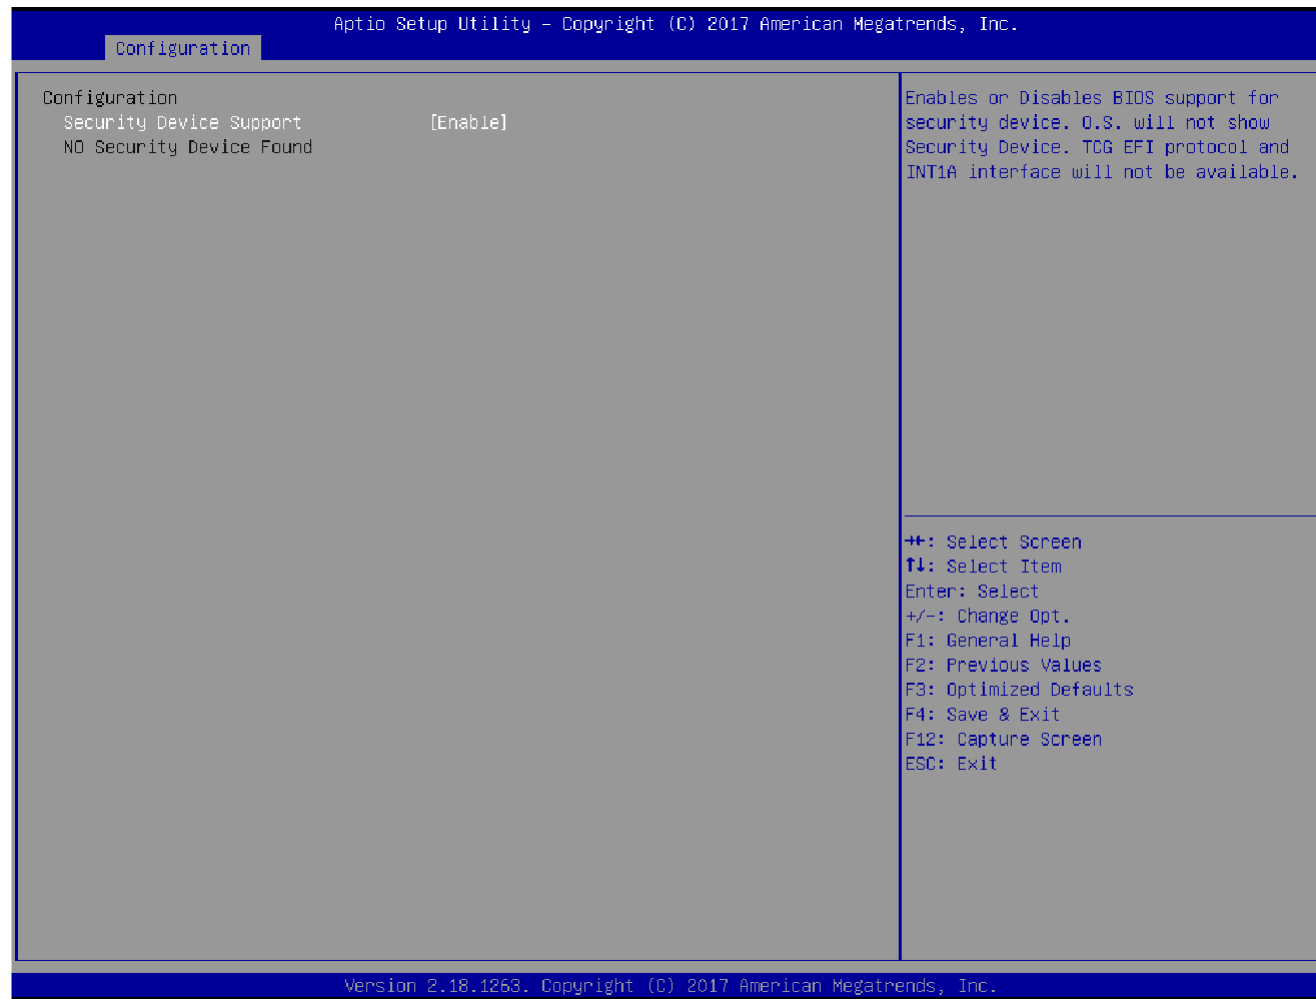 Aptio Setup Utility – Copyright (C) 2017 American Megatrends, Inc.
Configuration
Configuration
Security Device Support [Enable]
NO Security Device Found
Enables or Disables BIOS support for
security device. O.S. will not show
Security Device. TCG EFI protocol and
INT1A interface will not be available.
→←: Select Screen
↑↓: Select Item
Enter: Select
+/-: Change Opt.
F1: General Help
F2: Previous Values
F3: Optimized Defaults
F4: Save & Exit
F12: Capture Screen
ESC: Exit
Version 2.18.1263. Copyright (C) 2017 American Megatrends, Inc.